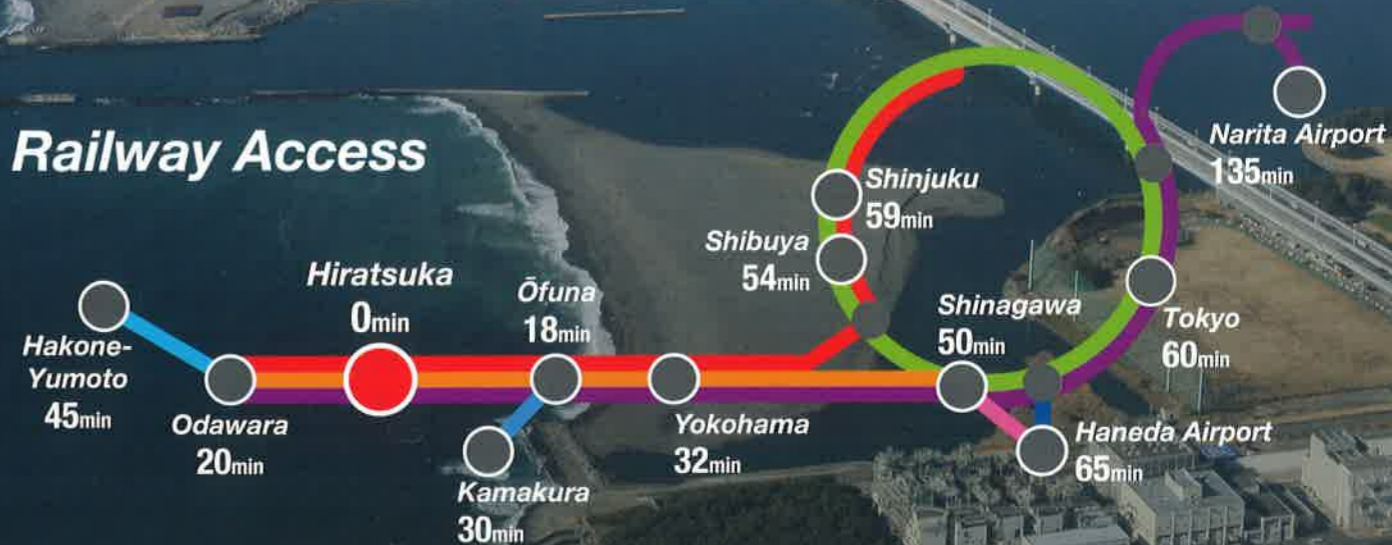 Railway Access
Hakone-
Yumoto
45min
Odawara
20min
Hiratsuka
0min
Ōfuna
18min
Kamakura
30min
Yokohama
32min
Shibuya
54min
Shinjuku
59min
Shinagawa
50min
Haneda Airport
65min
Tokyo
60min
Narita Airport
135min